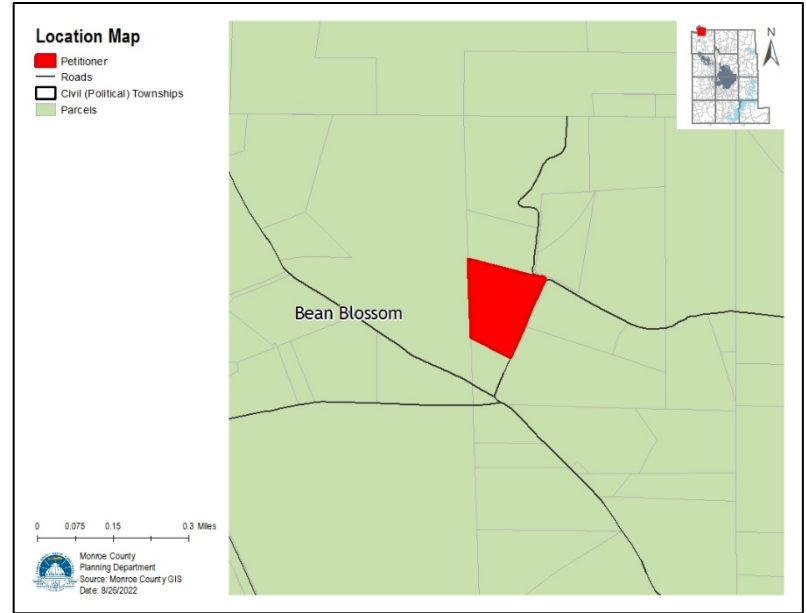 Location Map
Petitioner
Roads
Civil (Political) Townships
Parcels
N
Bean Blossom
0 0.075 0.15 0.3 Miles
Monroe County
Planning Department
Source: Monroe County GIS
Date: 8/26/2022